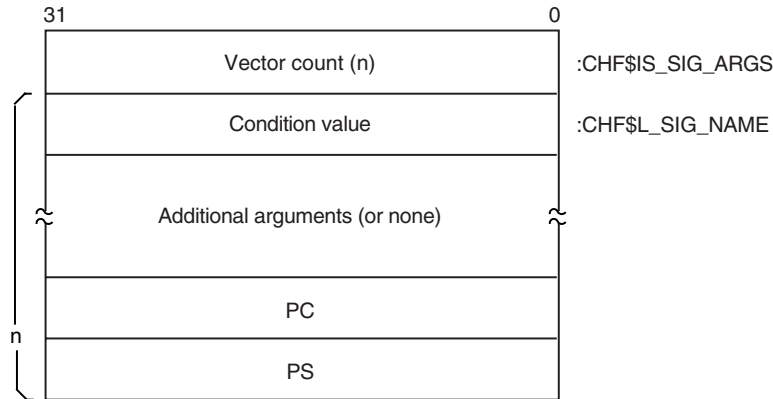 31 0
Vector count (n) :CHF$IS_SIG_ARGS
Condition value :CHF$L_SIG_NAME
Additional arguments (or none)
PC
n
PS